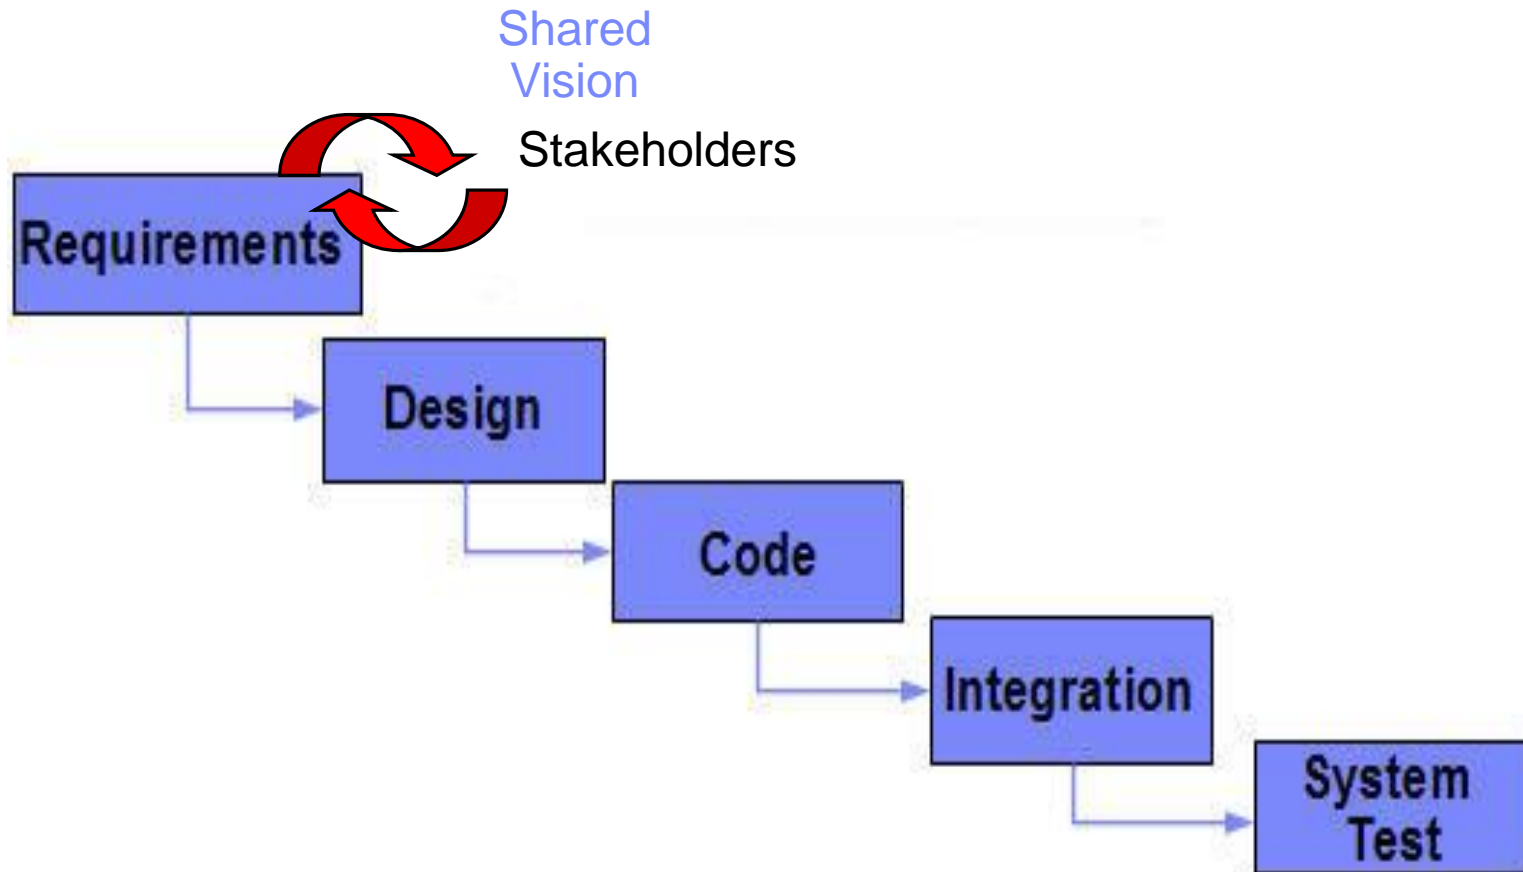 Shared
Vision
Stakeholders
Requirements
Design
Code
Integration
System
Test